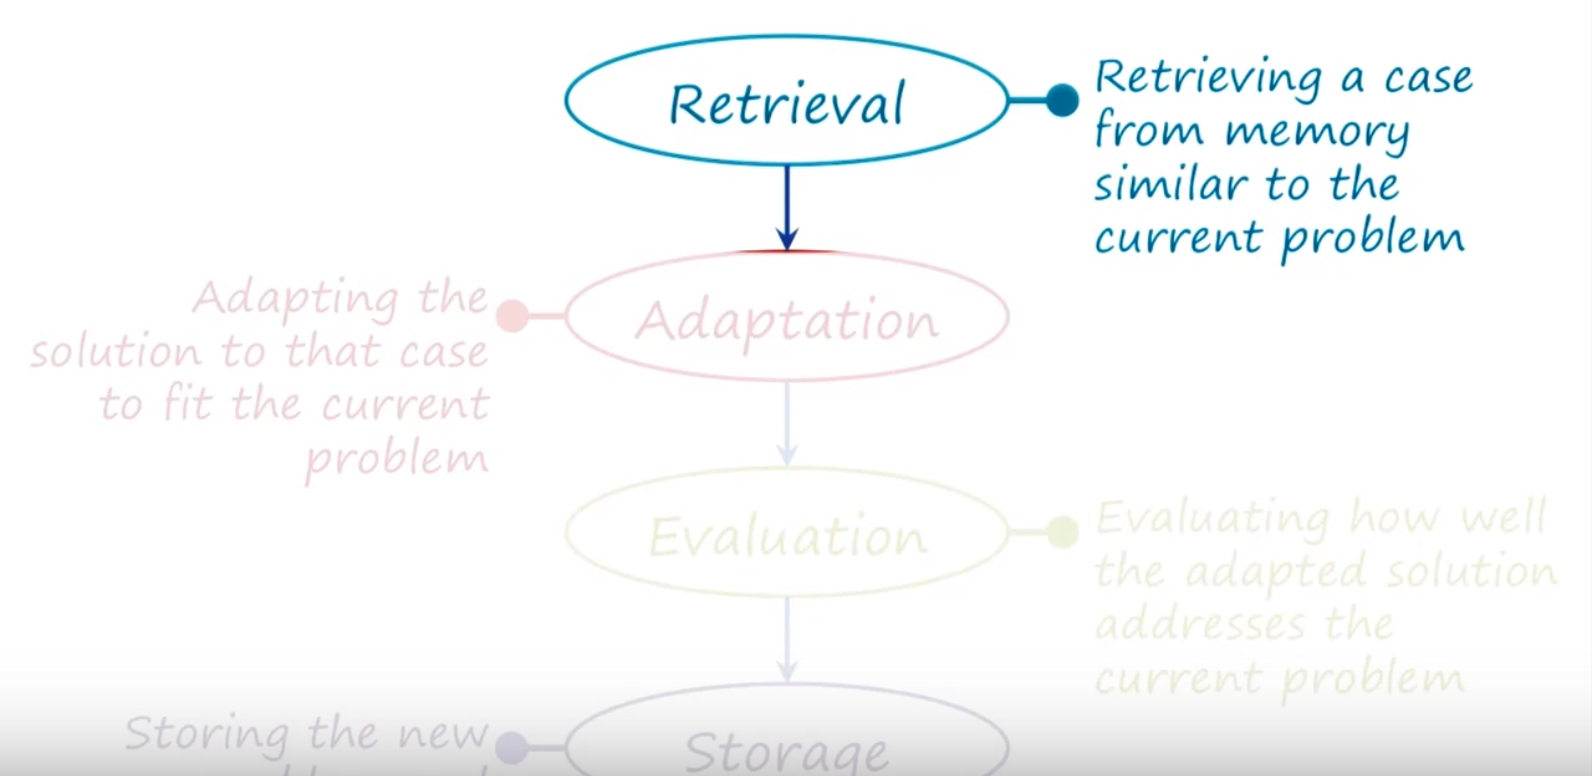 Retrieval
Retrieving a case
from memory
similar to the
current problem
Adaptation
Adapting the
solution to that case
to fit the current
problem
Evaluation
Evaluating how well
the adapted solution
addresses the
current problem
Storage
Storing the new